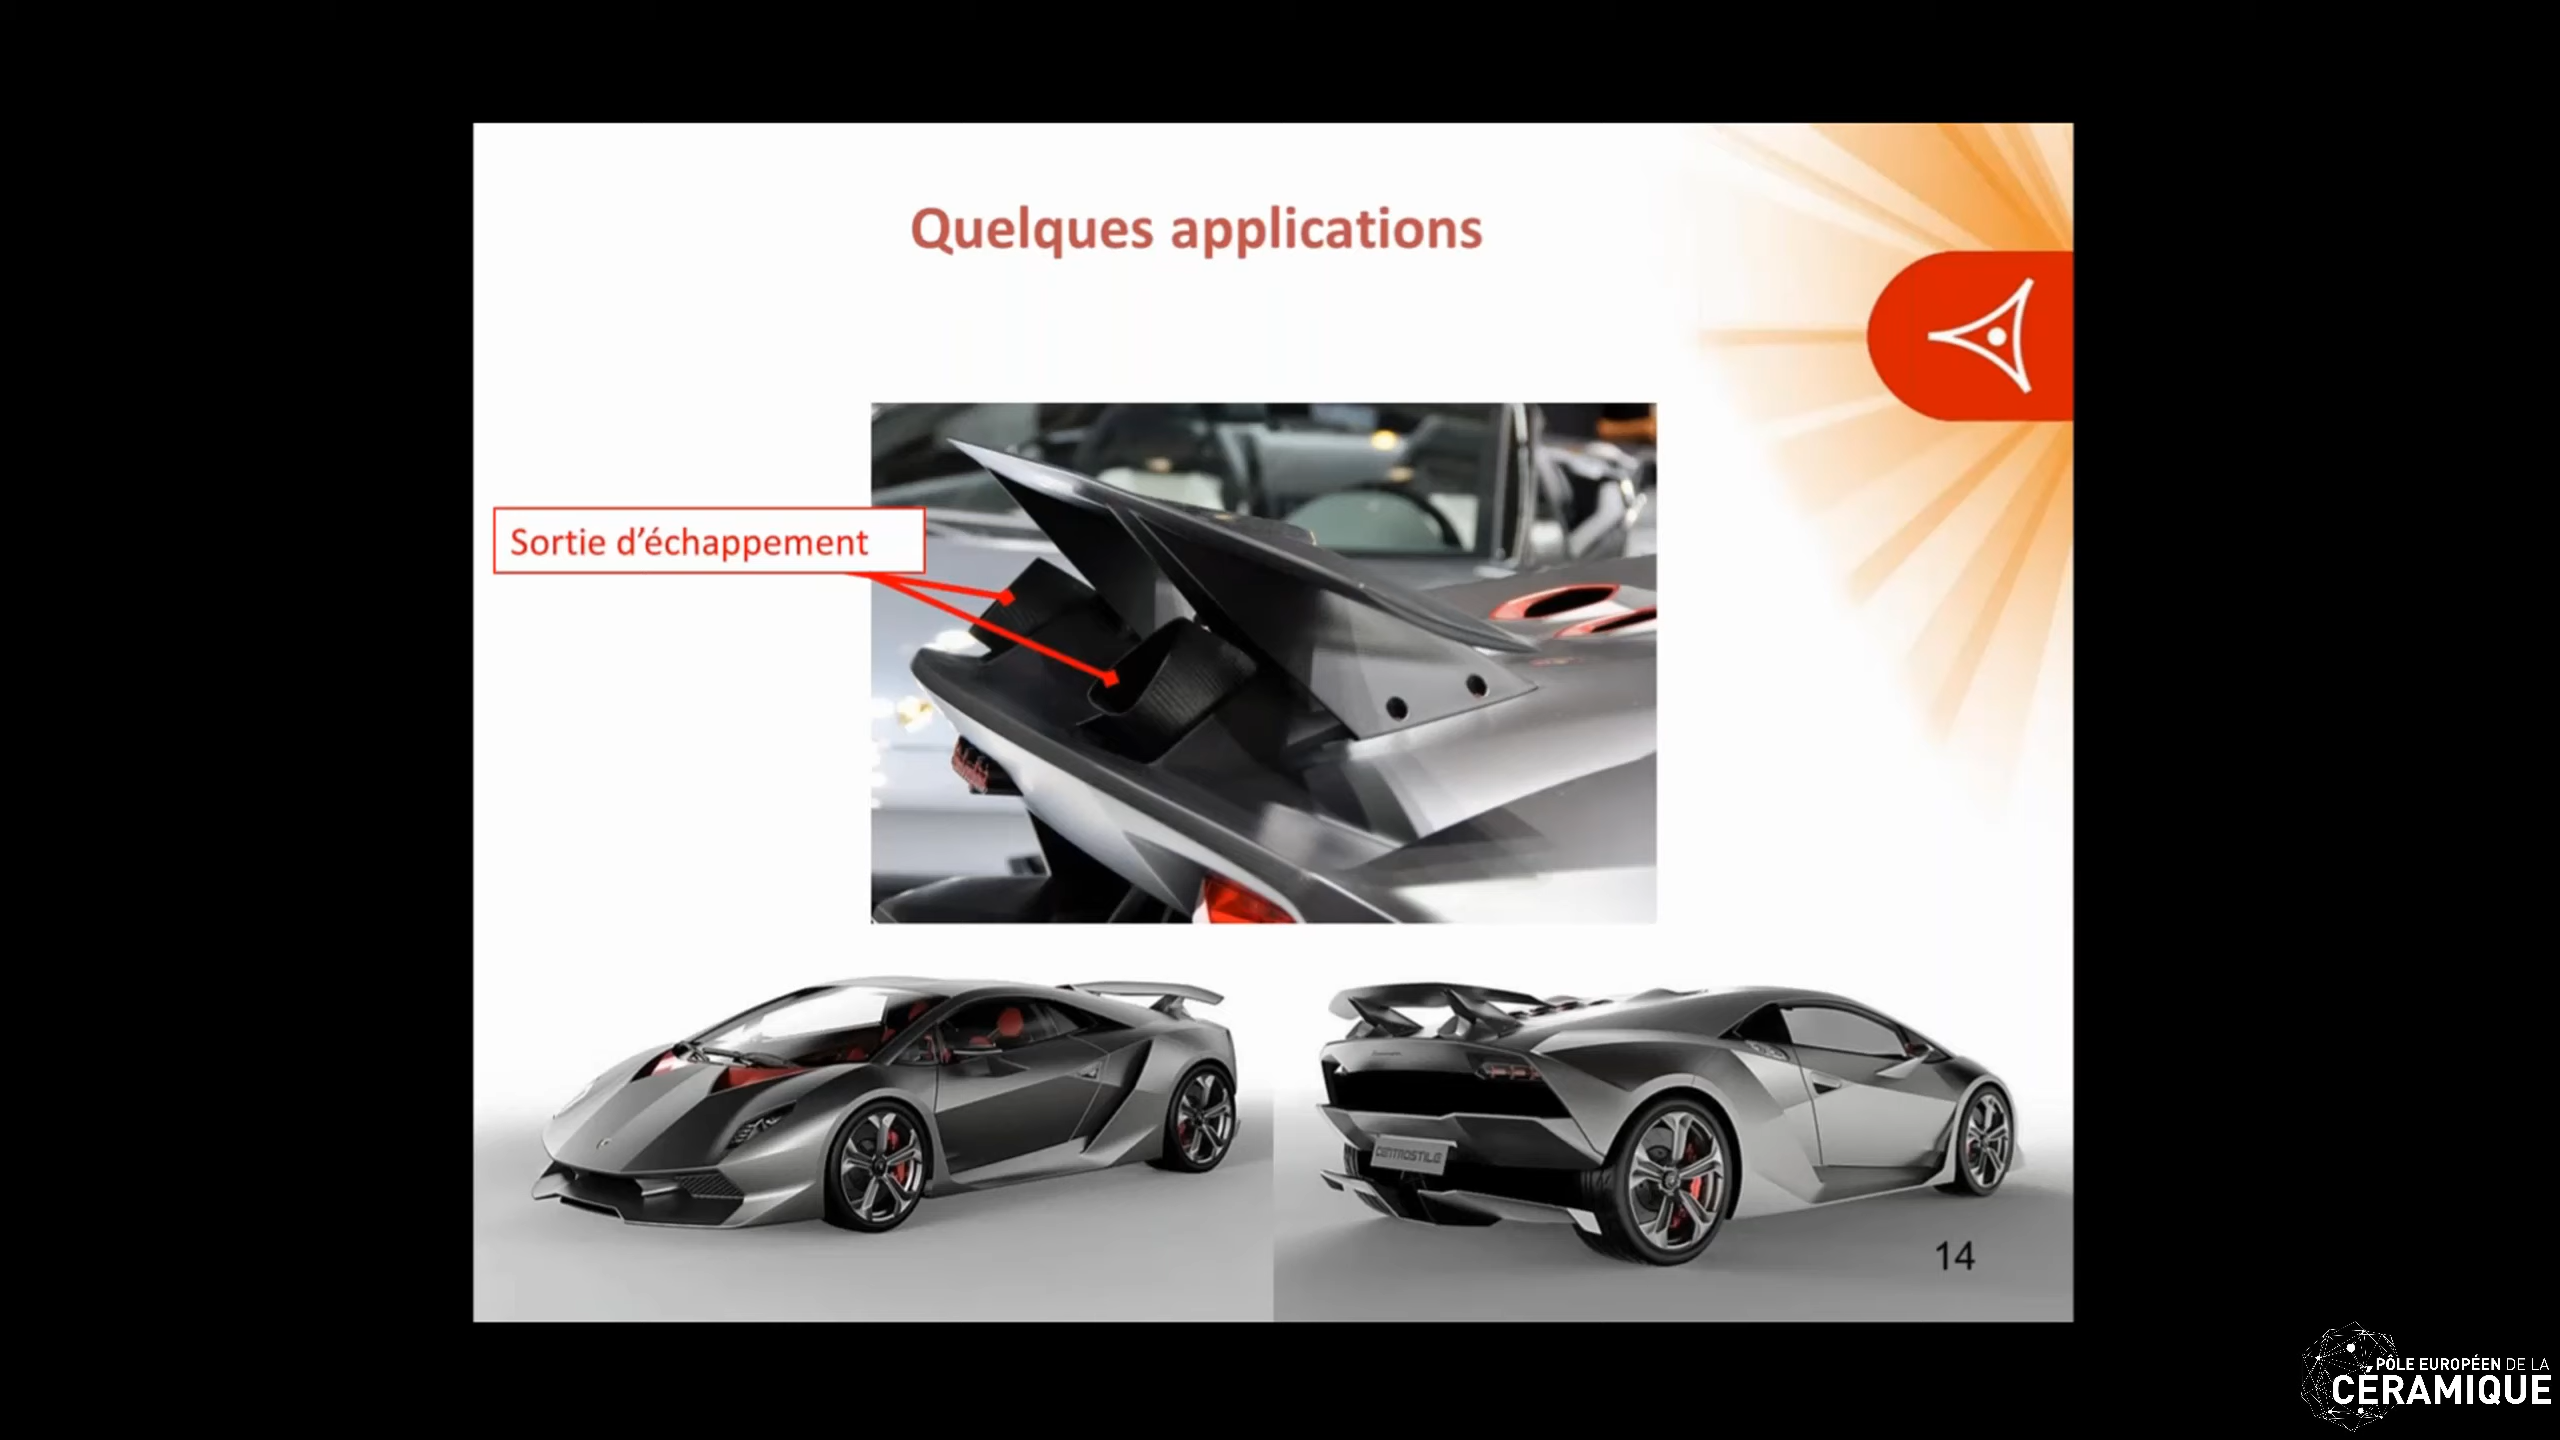 Quelques applications
Sortie d’échappement
CENTROSTILE
14
PÔLE EUROPÉEN DE LA
CÉRAMIQUE